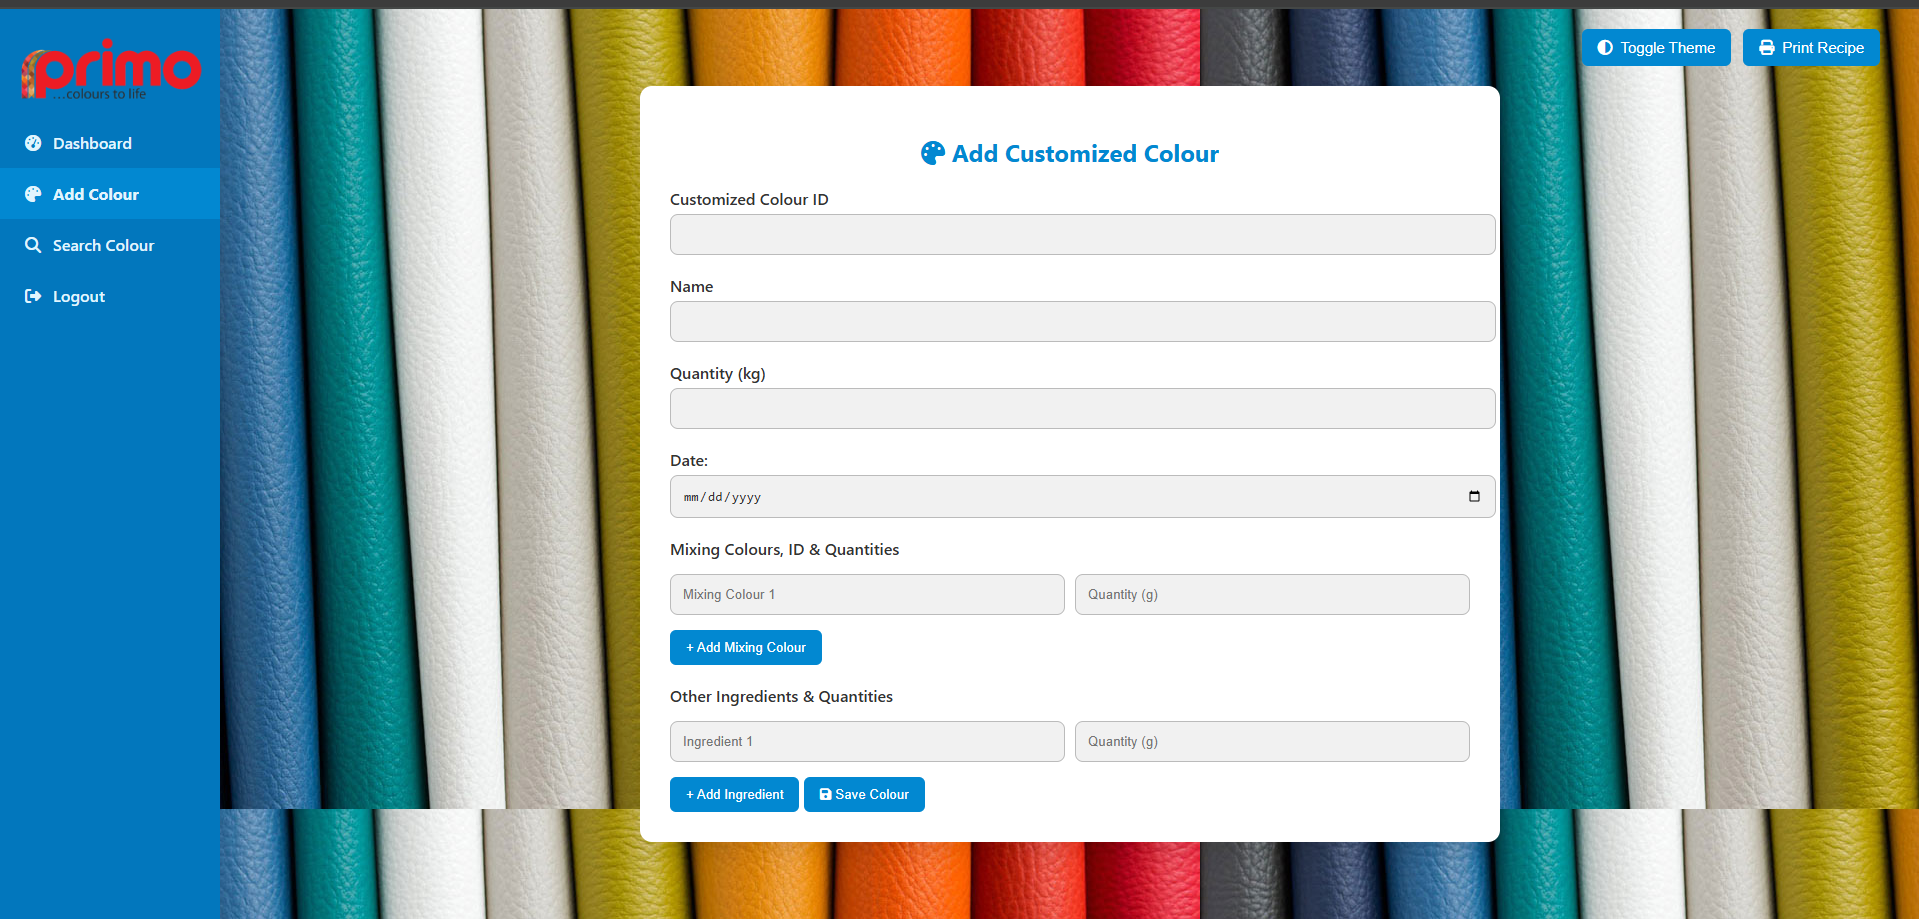 primo
...colours to life
Dashboard
Add Colour
Search Colour
Logout
Toggle Theme
Print Recipe
Add Customized Colour
Customized Colour ID
Name
Quantity (kg)
Date:
mm/dd/yyyy
Mixing Colours, ID & Quantities
Mixing Colour 1
Quantity (g)
+ Add Mixing Colour
Other Ingredients & Quantities
Ingredient 1
Quantity (g)
+ Add Ingredient
Save Colour